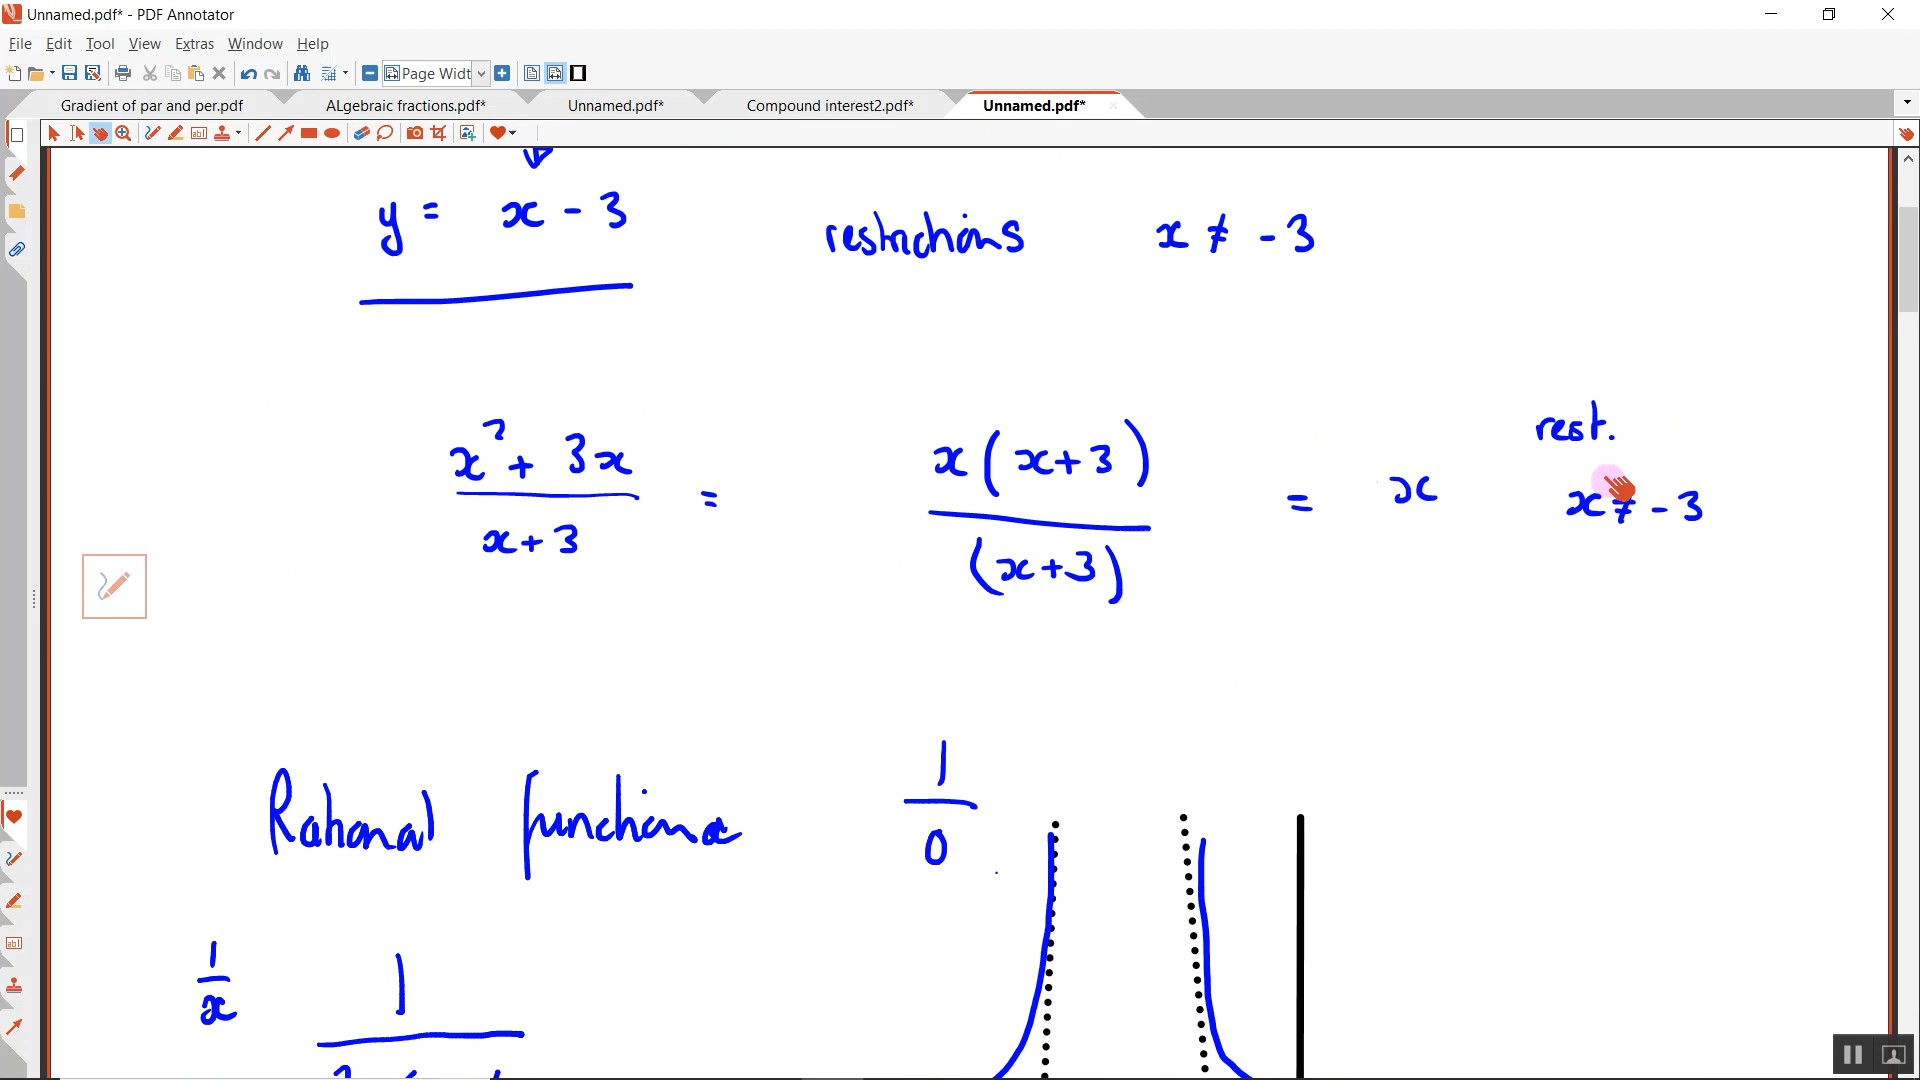 Unnamed.pdf* - PDF Annotator
File Edit Tool View Extras Window Help
Page Widt
Gradient of par and per.pdf ALgebraic fractions.pdf* Unnamed.pdf* Compound interest2.pdf* Unnamed.pdf*
y = x - 3 restrictions x ≠ -3
rest.
x² + 3x / x+3 = x(x+3) / (x+3) = x x ≠ -3
Rational functions 1/0
1/x 1